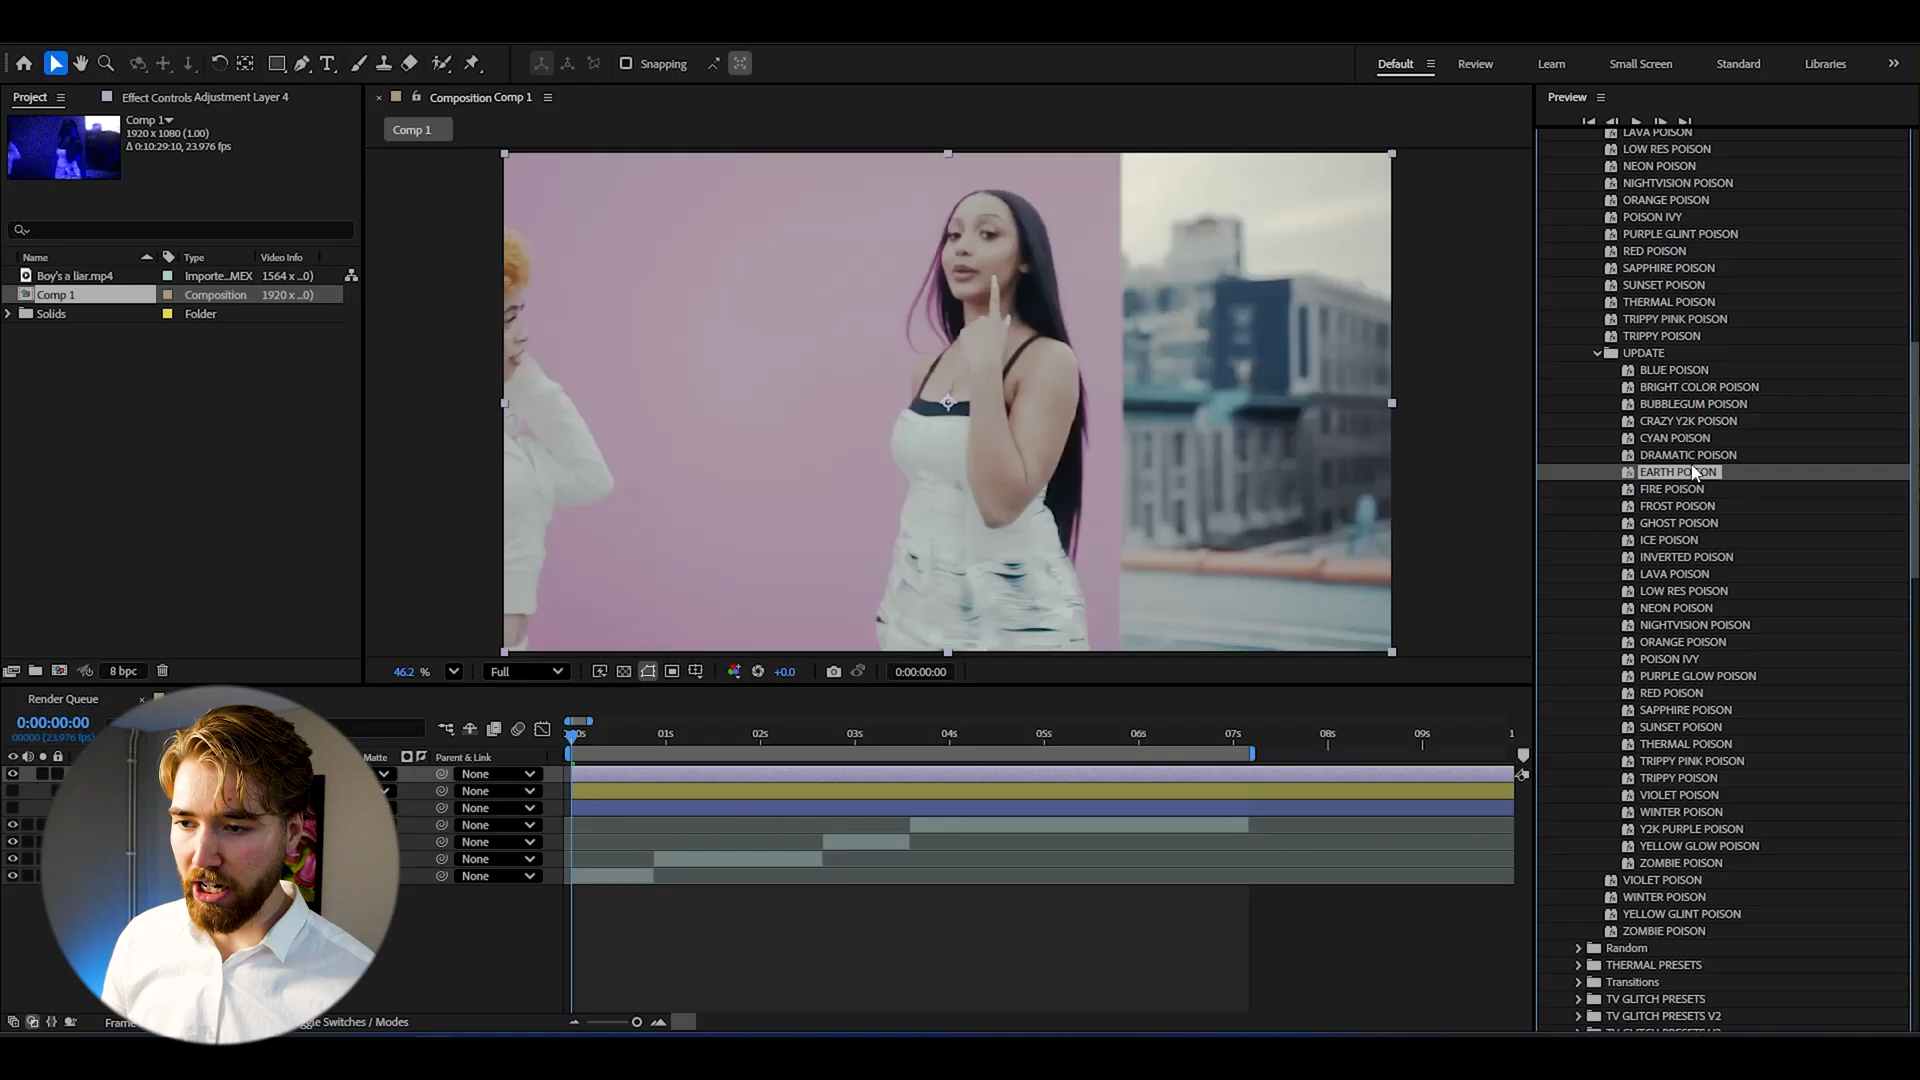 Snapping
Default
Review
Learn
Small Screen
Standard
Libraries
Project
Effect Controls Adjustment Layer 4
Composition Comp 1
Preview
Comp 1
1920 x 1080 (1.00)
Δ 0:10:29:10, 23.976 fps
Comp 1
Name
Type
Video Info
Boy's a liar.mp4
Importe...MEX
1564 x ...0)
Comp 1
Composition
1920 x ...0)
Solids
Folder
8 bpc
46.2 %
Full
+0.0
0:00:00:00
LAVA POISON
LOW RES POISON
NEON POISON
NIGHTVISION POISON
ORANGE POISON
POISON IVY
PURPLE GLINT POISON
RED POISON
SAPPHIRE POISON
SUNSET POISON
THERMAL POISON
TRIPPY PINK POISON
TRIPPY POISON
UPDATE
BLUE POISON
BRIGHT COLOR POISON
BUBBLEGUM POISON
CRAZY Y2K POISON
CYAN POISON
DRAMATIC POISON
EARTH POISON
FIRE POISON
FROST POISON
GHOST POISON
ICE POISON
INVERTED POISON
LAVA POISON
LOW RES POISON
NEON POISON
NIGHTVISION POISON
ORANGE POISON
POISON IVY
PURPLE GLOW POISON
RED POISON
SAPPHIRE POISON
SUNSET POISON
THERMAL POISON
TRIPPY PINK POISON
TRIPPY POISON
VIOLET POISON
WINTER POISON
Y2K PURPLE POISON
YELLOW GLOW POISON
ZOMBIE POISON
VIOLET POISON
WINTER POISON
YELLOW GLINT POISON
ZOMBIE POISON
Random
THERMAL PRESETS
Transitions
TV GLITCH PRESETS
TV GLITCH PRESETS V2
Render Queue
0:00:00:00
00000 (23.976 fps)
Matte
Parent & Link
None
None
None
None
None
None
None
01s
02s
03s
04s
05s
06s
07s
08s
09s
Frame
Switches / Modes